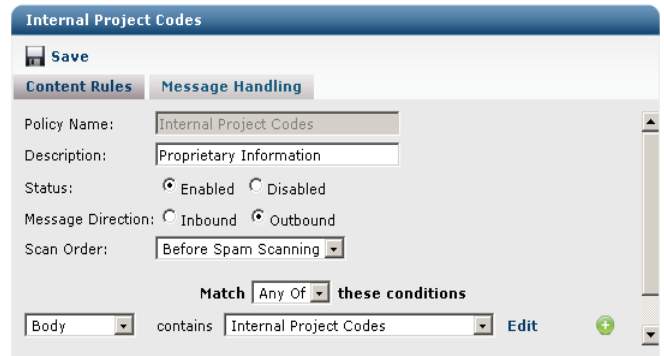 Internal Project Codes
Save
Content Rules Message Handling
Policy Name: Internal Project Codes
Description: Proprietary Information
Status: Enabled Disabled
Message Direction: Inbound Outbound
Scan Order: Before Spam Scanning
Match Any Of these conditions
Body contains Internal Project Codes Edit